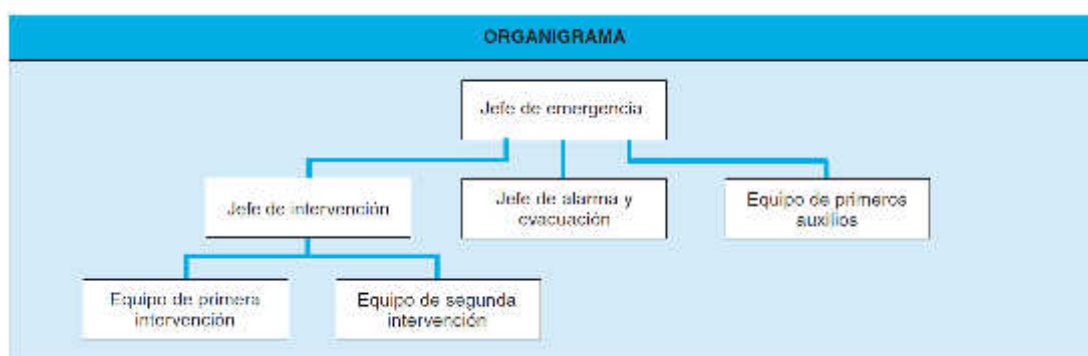 ORGANIGRAMA
Jefe de emergencia
Jefe de intervención
Jefe de alarma y
evacuación
Equipo de primeros
auxilios
Equipo de primera
intervención
Equipo de segunda
intervención